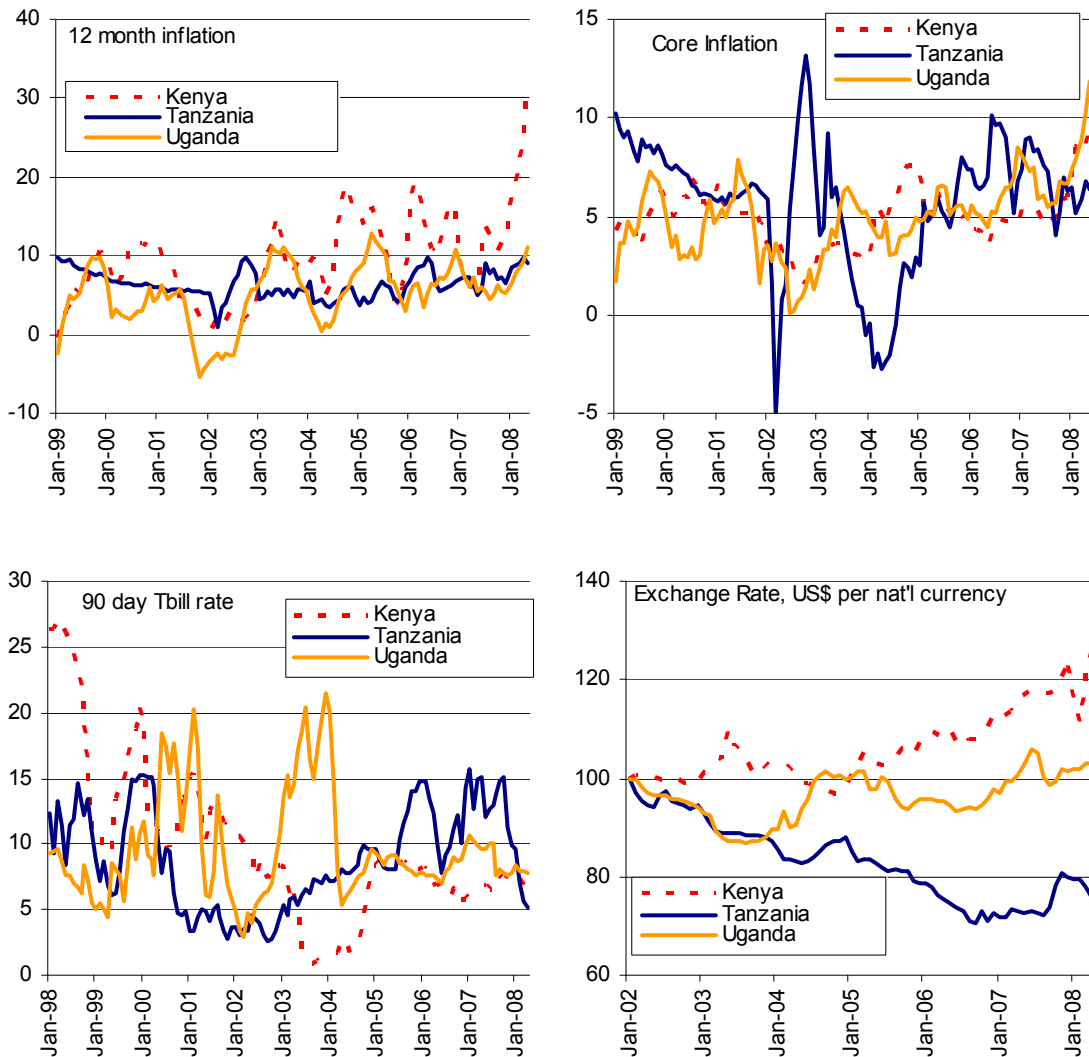 12 month inflation
Kenya
Tanzania
Uganda
40
30
20
10
0
-10
Jan-99
Jan-00
Jan-01
Jan-02
Jan-03
Jan-04
Jan-05
Jan-06
Jan-07
Jan-08
Core Inflation
Kenya
Tanzania
Uganda
15
10
5
0
-5
Jan-99
Jan-00
Jan-01
Jan-02
Jan-03
Jan-04
Jan-05
Jan-06
Jan-07
Jan-08
90 day Tbill rate
Kenya
Tanzania
Uganda
30
25
20
15
10
5
0
Jan-98
Jan-99
Jan-00
Jan-01
Jan-02
Jan-03
Jan-04
Jan-05
Jan-06
Jan-07
Jan-08
Exchange Rate, US$ per nat'l currency
140
120
100
80
60
Kenya
Tanzania
Uganda
Jan-02
Jan-03
Jan-04
Jan-05
Jan-06
Jan-07
Jan-08